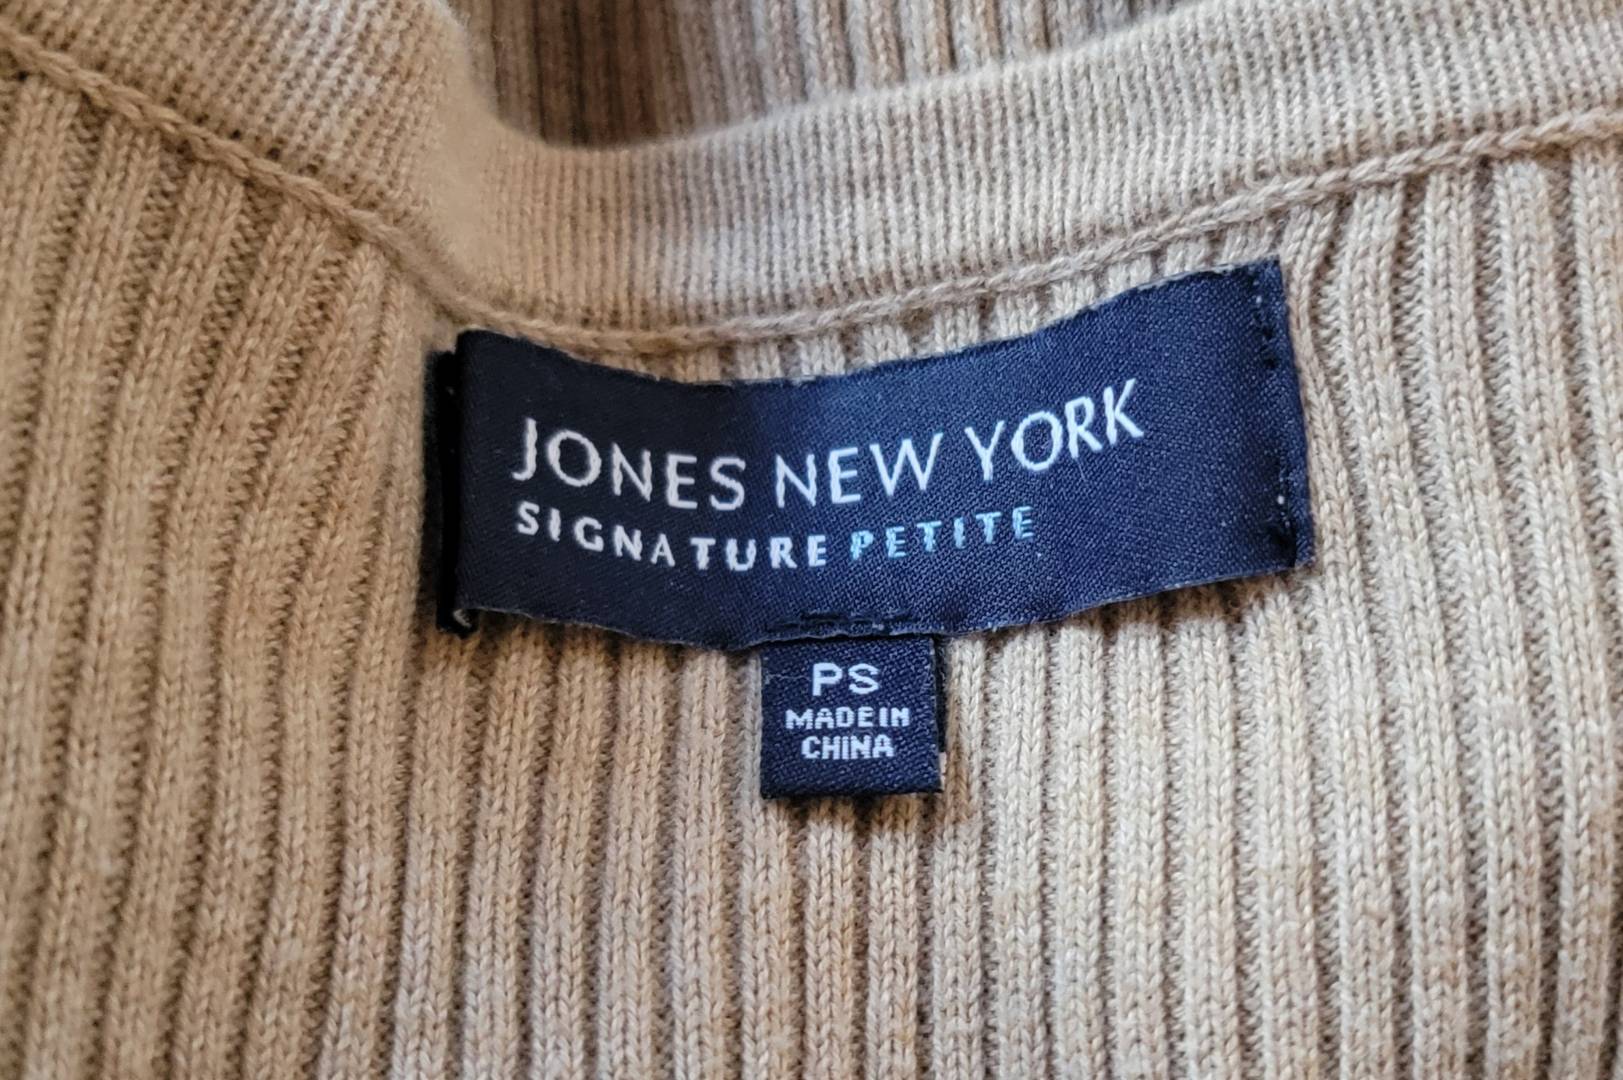 JONES NEW YORK
SIGNATURE PETITE
PS
MADE IN
CHINA